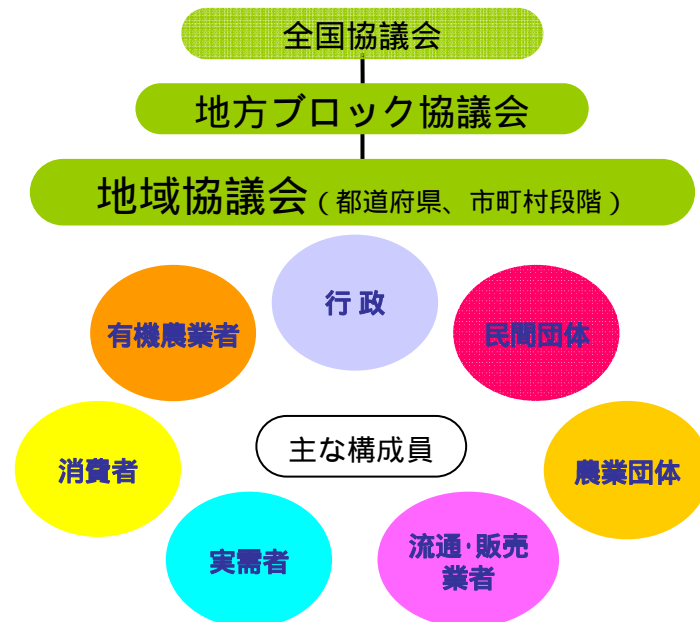 全国協議会
地方ブロック協議会
地域協議会（都道府県、市町村段階）
行 政
有機農業者
民間団体
消費者
主な構成員
農業団体
実需者
流通･販売
業者